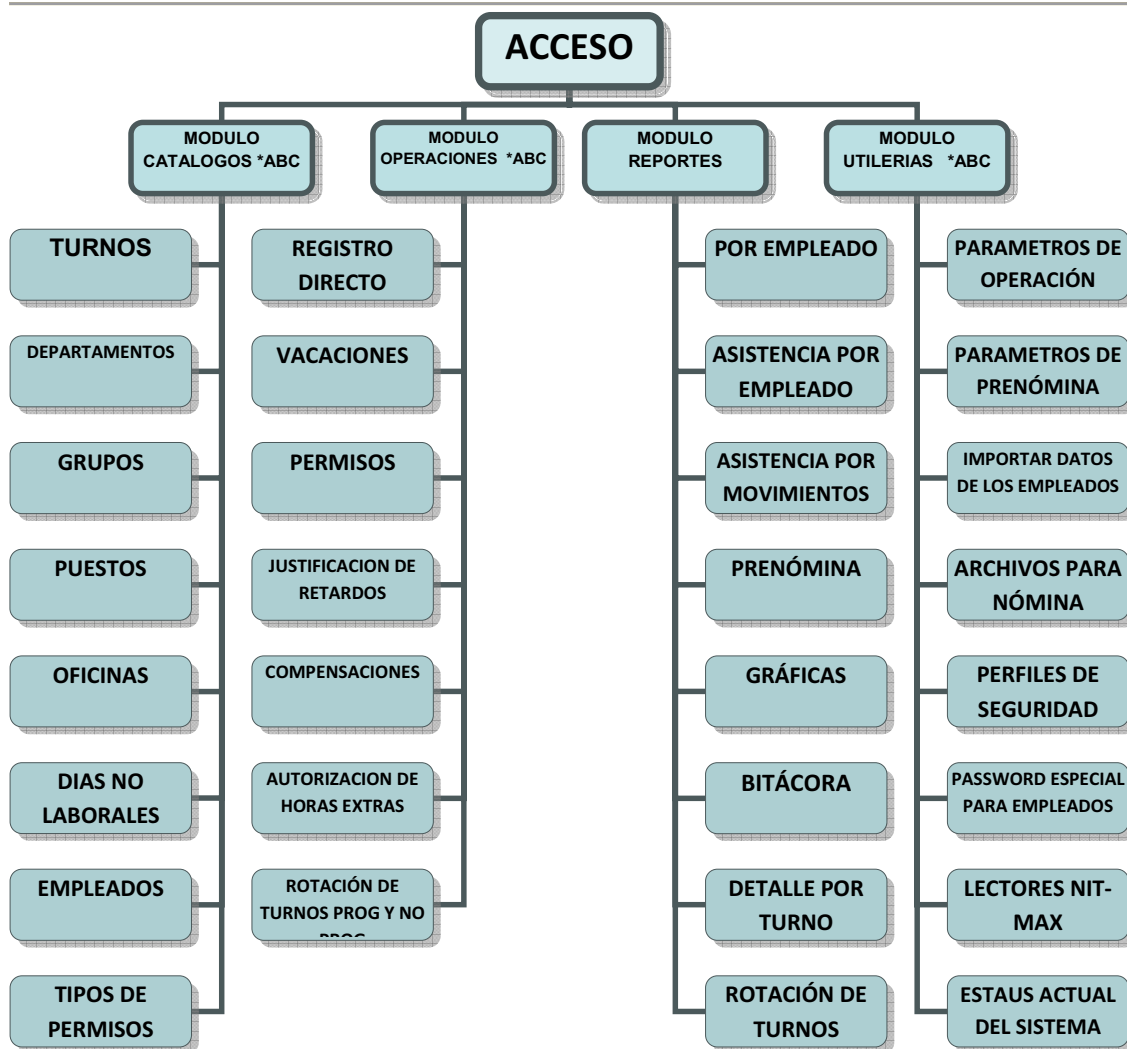 ACCESO
MODULO
CATALOGOS *ABC
MODULO
OPERACIONES *ABC
MODULO
REPORTES
MODULO
UTILERIAS *ABC
TURNOS
DEPARTAMENTOS
GRUPOS
PUESTOS
OFICINAS
DIAS NO
LABORALES
EMPLEADOS
TIPOS DE
PERMISOS
REGISTRO
DIRECTO
VACACIONES
PERMISOS
JUSTIFICACION DE
RETARDOS
COMPENSACIONES
AUTORIZACION DE
HORAS EXTRAS
ROTACIÓN DE
TURNOS PROG Y NO
PROG
POR EMPLEADO
ASISTENCIA POR
EMPLEADO
ASISTENCIA POR
MOVIMIENTOS
PRENÓMINA
GRÁFICAS
BITÁCORA
DETALLE POR
TURNO
ROTACIÓN DE
TURNOS
PARAMETROS DE
OPERACIÓN
PARAMETROS DE
PRENÓMINA
IMPORTAR DATOS
DE LOS EMPLEADOS
ARCHIVOS PARA
NÓMINA
PERFILES DE
SEGURIDAD
PASSWORD ESPECIAL
PARA EMPLEADOS
LECTORES NIT-
MAX
ESTAUS ACTUAL
DEL SISTEMA